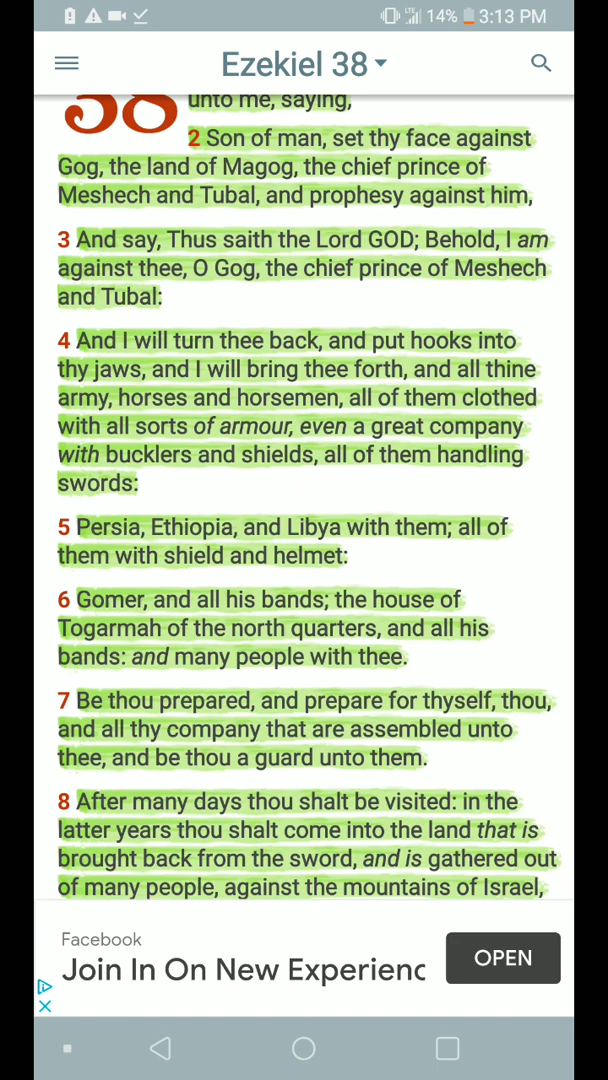 14% 3:13 PM
Ezekiel 38
38 unto me, saying,
2 Son of man, set thy face against
Gog, the land of Magog, the chief prince of
Meshech and Tubal, and prophesy against him,
3 And say, Thus saith the Lord GOD; Behold, I am
against thee, O Gog, the chief prince of Meshech
and Tubal:
4 And I will turn thee back, and put hooks into
thy jaws, and I will bring thee forth, and all thine
army, horses and horsemen, all of them clothed
with all sorts of armour, even a great company
with bucklers and shields, all of them handling
swords:
5 Persia, Ethiopia, and Libya with them; all of
them with shield and helmet:
6 Gomer, and all his bands; the house of
Togarmah of the north quarters, and all his
bands: and many people with thee.
7 Be thou prepared, and prepare for thyself, thou,
and all thy company that are assembled unto
thee, and be thou a guard unto them.
8 After many days thou shalt be visited: in the
latter years thou shalt come into the land that is
brought back from the sword, and is gathered out
of many people, against the mountains of Israel,
Facebook
Join In On New Experienc
OPEN